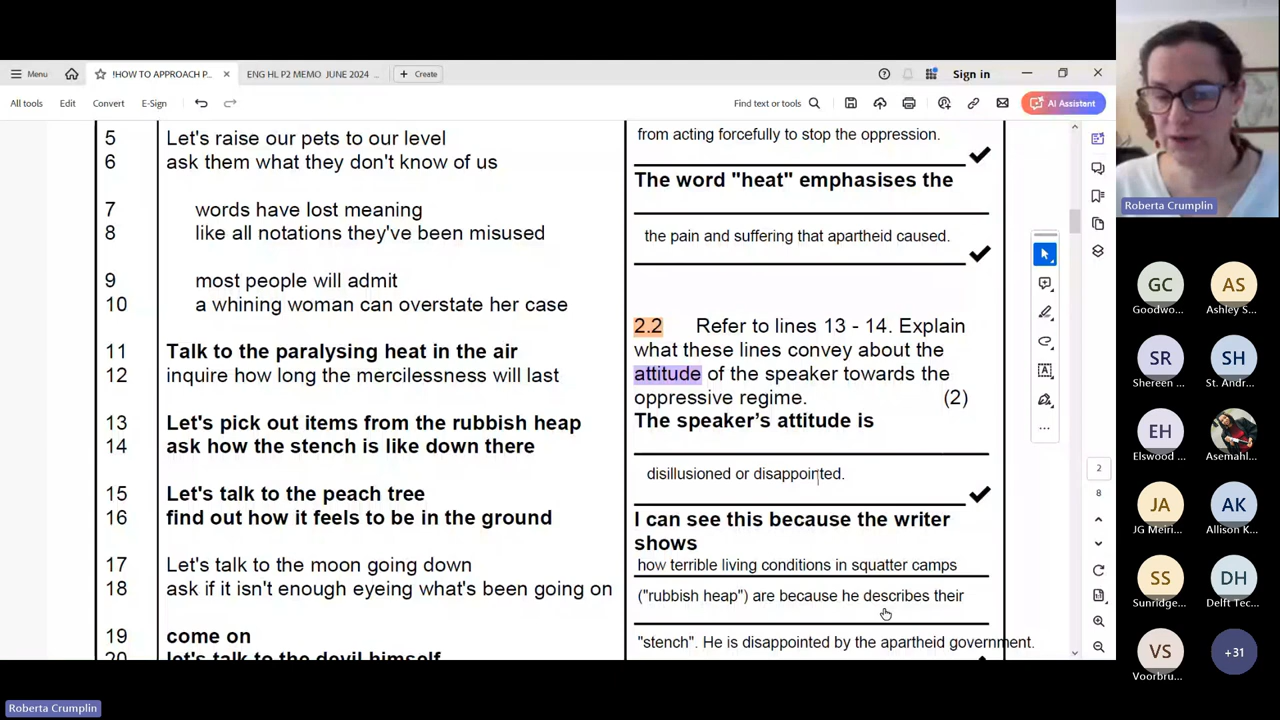 Menu
!HOW TO APPROACH P...
ENG HL P2 MEMO JUNE 2024 ...
Create
Sign in
All tools
Edit
Convert
E-Sign
Find text or tools
AI Assistant
5 Let's raise our pets to our level
6 ask them what they don't know of us
7 words have lost meaning
8 like all notations they've been misused
9 most people will admit
10 a whining woman can overstate her case
11 Talk to the paralysing heat in the air
12 inquire how long the mercilessness will last
13 Let's pick out items from the rubbish heap
14 ask how the stench is like down there
15 Let's talk to the peach tree
16 find out how it feels to be in the ground
17 Let's talk to the moon going down
18 ask if it isn't enough eyeing what's been going on
19 come on
20 let's talk to the devil himself
from acting forcefully to stop the oppression.
The word "heat" emphasises the
the pain and suffering that apartheid caused.
2.2 Refer to lines 13 - 14. Explain
what these lines convey about the
attitude of the speaker towards the
oppressive regime. (2)
The speaker's attitude is
disillusioned or disappointed.
I can see this because the writer
shows
how terrible living conditions in squatter camps
("rubbish heap") are because he describes their
"stench". He is disappointed by the apartheid government.
2
8
Roberta Crumplin
GC
Goodwo...
AS
Ashley S...
SR
Shereen ...
SH
St. Andr...
EH
Elswood ...
Asemahl...
JA
JG Meiri...
AK
Allison K...
SS
Sunridge...
DH
Delft Tec...
VS
Voorbru...
+31
Roberta Crumplin